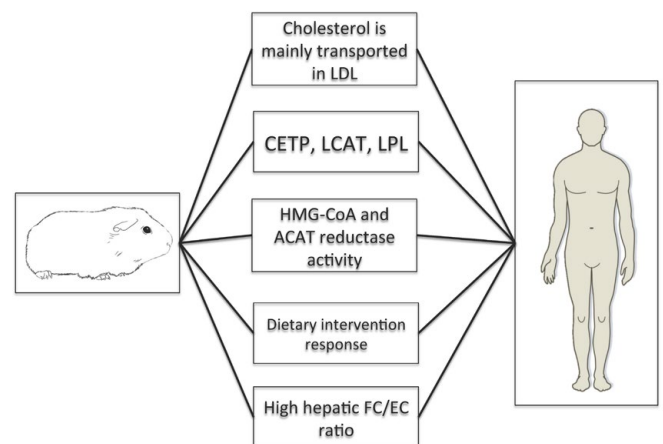 Cholesterol is
mainly transported
in LDL
CETP, LCAT, LPL
HMG-CoA and
ACAT reductase
activity
Dietary intervention
response
High hepatic FC/EC
ratio